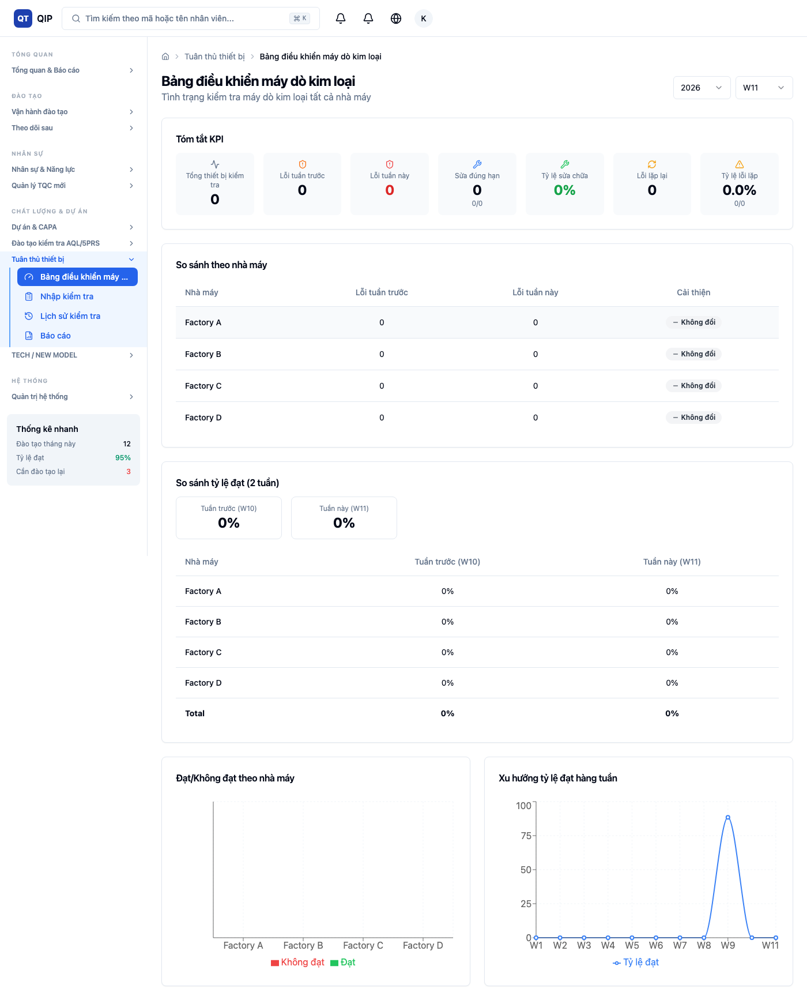 QT QIP
Tìm kiếm theo mã hoặc tên nhân viên...
⌘ K
K
TỔNG QUAN
Tổng quan & Báo cáo
ĐÀO TẠO
Vận hành đào tạo
Theo dõi sau
NHÂN SỰ
Nhân sự & Năng lực
Quản lý TQC mới
CHẤT LƯỢNG & DỰ ÁN
Dự án & CAPA
Đào tạo kiểm tra AQL/5PRS
Tuân thủ thiết bị
Bảng điều khiển máy ...
Nhập kiểm tra
Lịch sử kiểm tra
Báo cáo
TECH / NEW MODEL
HỆ THỐNG
Quản trị hệ thống
Thống kê nhanh
Đào tạo tháng này 12
Tỷ lệ đạt 95%
Cần đào tạo lại 3
Tuân thủ thiết bị
Bảng điều khiển máy dò kim loại
Bảng điều khiển máy dò kim loại
Tình trạng kiểm tra máy dò kim loại tất cả nhà máy
2026
W11
Tóm tắt KPI
Tổng thiết bị kiểm
tra
0
Lỗi tuần trước
0
Lỗi tuần này
0
Sửa đúng hạn
0
0/0
Tỷ lệ sửa chữa
0%
Lỗi lặp lại
0
Tỷ lệ lỗi lặp
0.0%
0/0
So sánh theo nhà máy
Nhà máy Lỗi tuần trước Lỗi tuần này Cải thiện
Factory A 0 0 Không đổi
Factory B 0 0 Không đổi
Factory C 0 0 Không đổi
Factory D 0 0 Không đổi
So sánh tỷ lệ đạt (2 tuần)
Tuần trước (W10)
0%
Tuần này (W11)
0%
Nhà máy Tuần trước (W10) Tuần này (W11)
Factory A 0% 0%
Factory B 0% 0%
Factory C 0% 0%
Factory D 0% 0%
Total 0% 0%
Đạt/Không đạt theo nhà máy
Factory A Factory B Factory C Factory D
Không đạt Đạt
Xu hướng tỷ lệ đạt hàng tuần
100
75
50
25
0
W1 W2 W3 W4 W5 W6 W7 W8 W9 W11
Tỷ lệ đạt